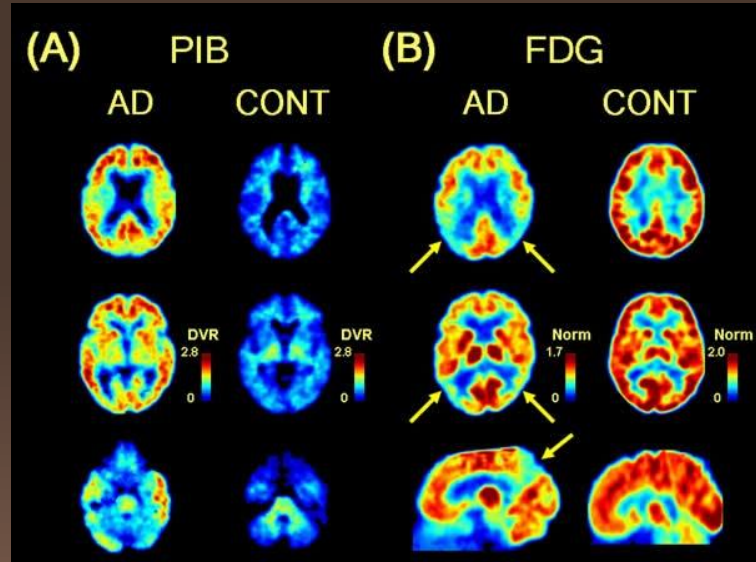 (A) PIB
AD CONT
DVR
2.8
0
DVR
2.8
0
(B) FDG
AD CONT
Norm
1.7
0
Norm
2.0
0